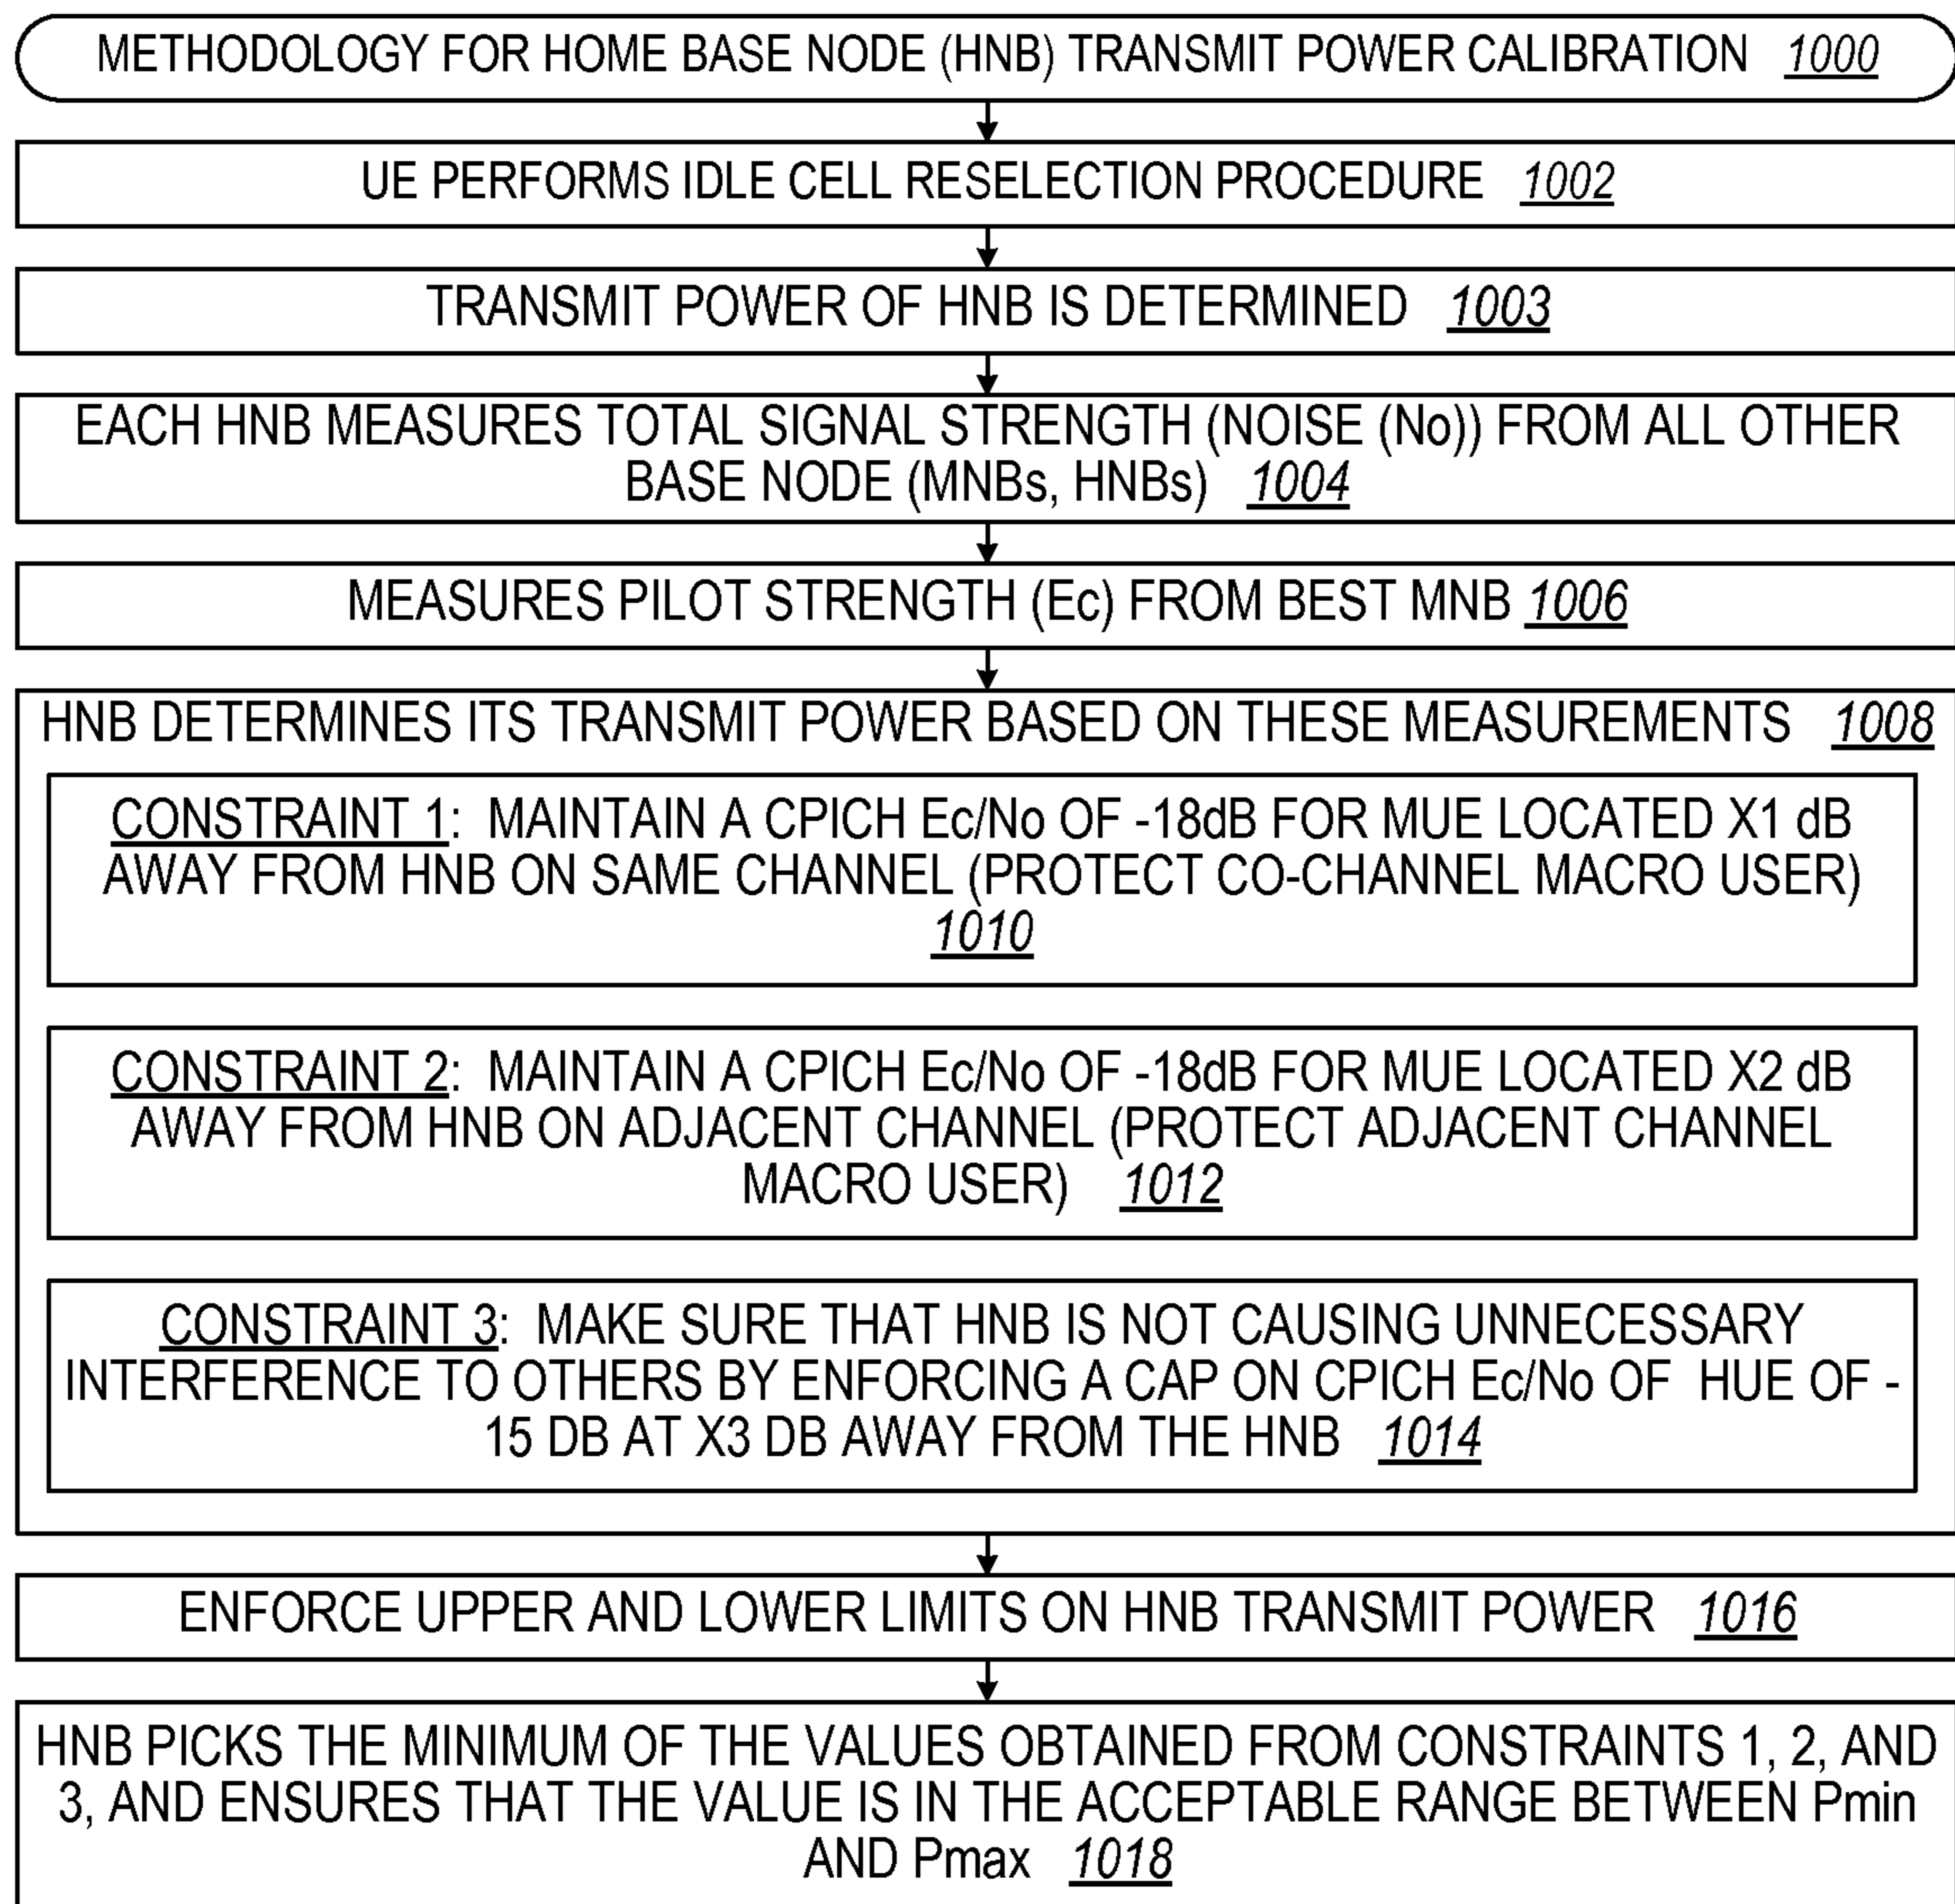 METHODOLOGY FOR HOME BASE NODE (HNB) TRANSMIT POWER CALIBRATION 1000
UE PERFORMS IDLE CELL RESELECTION PROCEDURE 1002
TRANSMIT POWER OF HNB IS DETERMINED 1003
EACH HNB MEASURES TOTAL SIGNAL STRENGTH (NOISE (No)) FROM ALL OTHER
BASE NODE (MNBs, HNBs) 1004
MEASURES PILOT STRENGTH (Ec) FROM BEST MNB 1006
HNB DETERMINES ITS TRANSMIT POWER BASED ON THESE MEASUREMENTS 1008
CONSTRAINT 1: MAINTAIN A CPICH Ec/No OF -18dB FOR MUE LOCATED X1 dB
AWAY FROM HNB ON SAME CHANNEL (PROTECT CO-CHANNEL MACRO USER)
1010
CONSTRAINT 2: MAINTAIN A CPICH Ec/No OF -18dB FOR MUE LOCATED X2 dB
AWAY FROM HNB ON ADJACENT CHANNEL (PROTECT ADJACENT CHANNEL
MACRO USER) 1012
CONSTRAINT 3: MAKE SURE THAT HNB IS NOT CAUSING UNNECESSARY
INTERFERENCE TO OTHERS BY ENFORCING A CAP ON CPICH Ec/No OF HUE OF -
15 DB AT X3 DB AWAY FROM THE HNB 1014
ENFORCE UPPER AND LOWER LIMITS ON HNB TRANSMIT POWER 1016
HNB PICKS THE MINIMUM OF THE VALUES OBTAINED FROM CONSTRAINTS 1, 2, AND
3, AND ENSURES THAT THE VALUE IS IN THE ACCEPTABLE RANGE BETWEEN Pmin
AND Pmax 1018